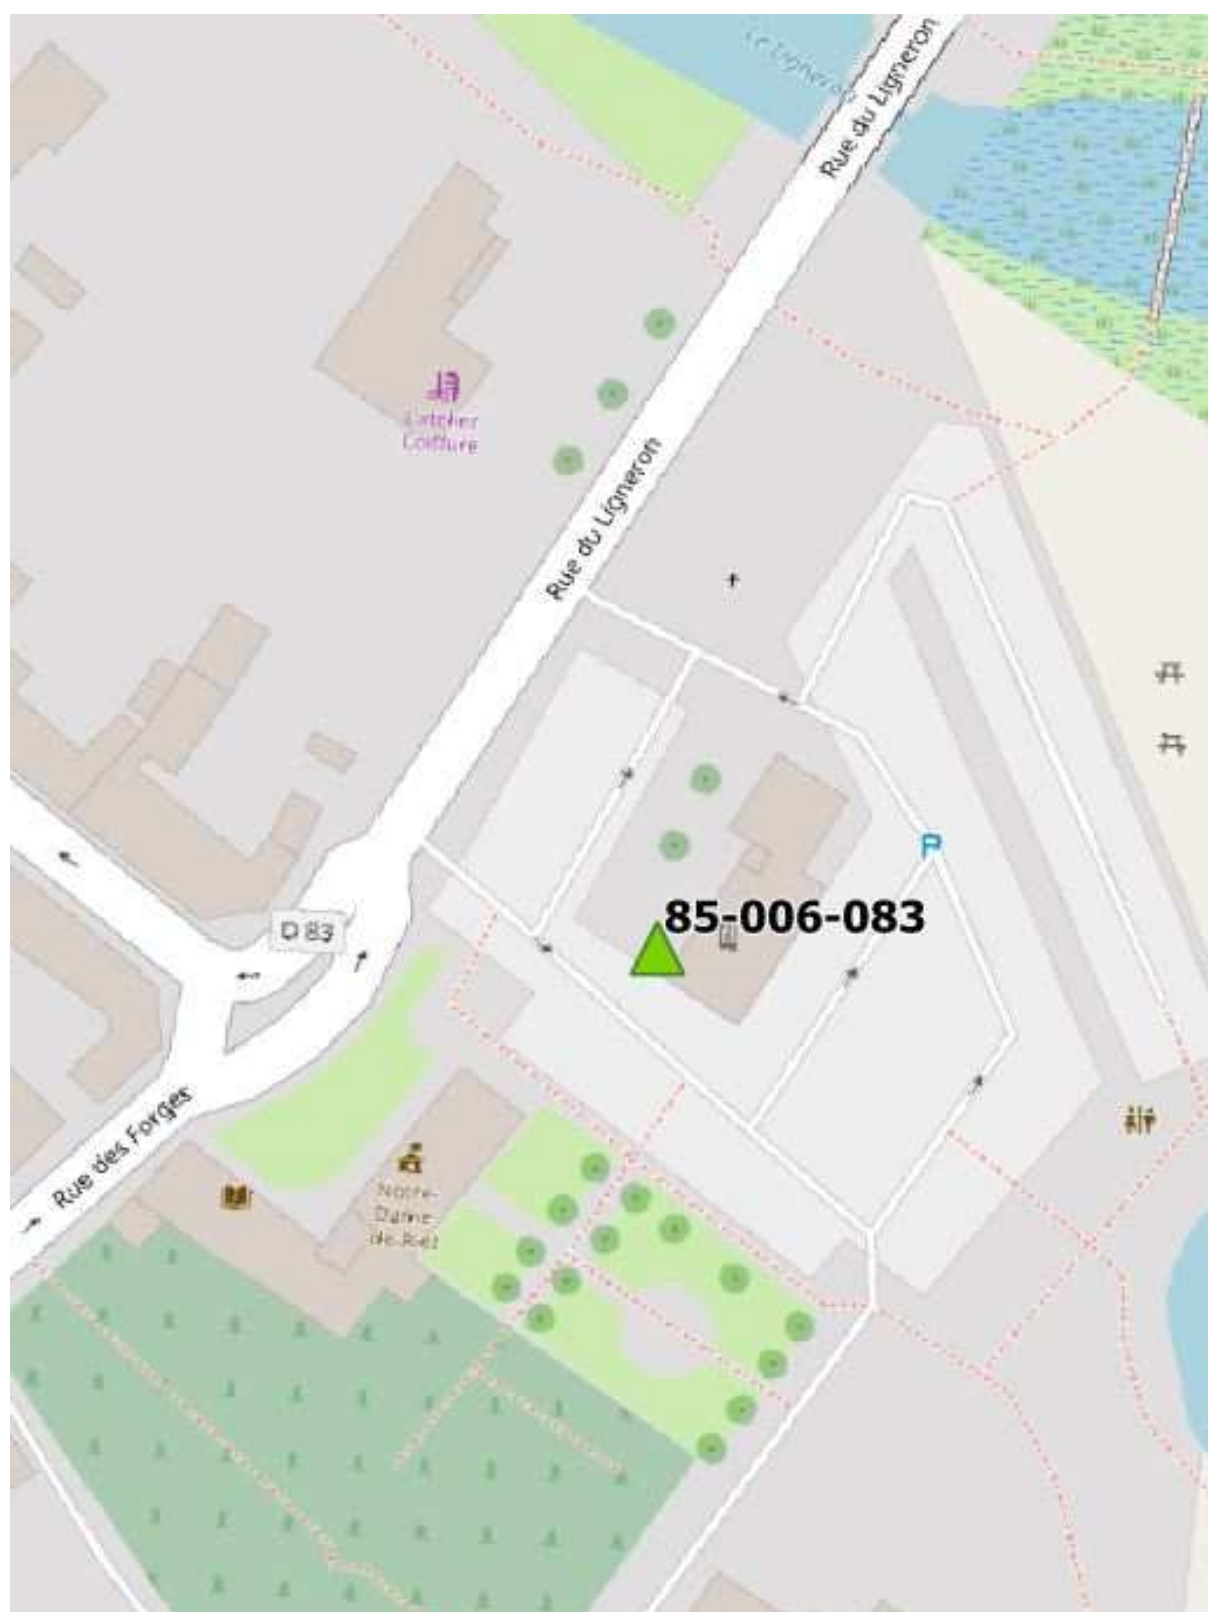 Le Ligneron
Rue du Ligneron
L'atelier
Coiffure
Rue du Ligneron
P
85-006-083
D 83
Rue des Forges
Notre-
Dame-
de-Riez